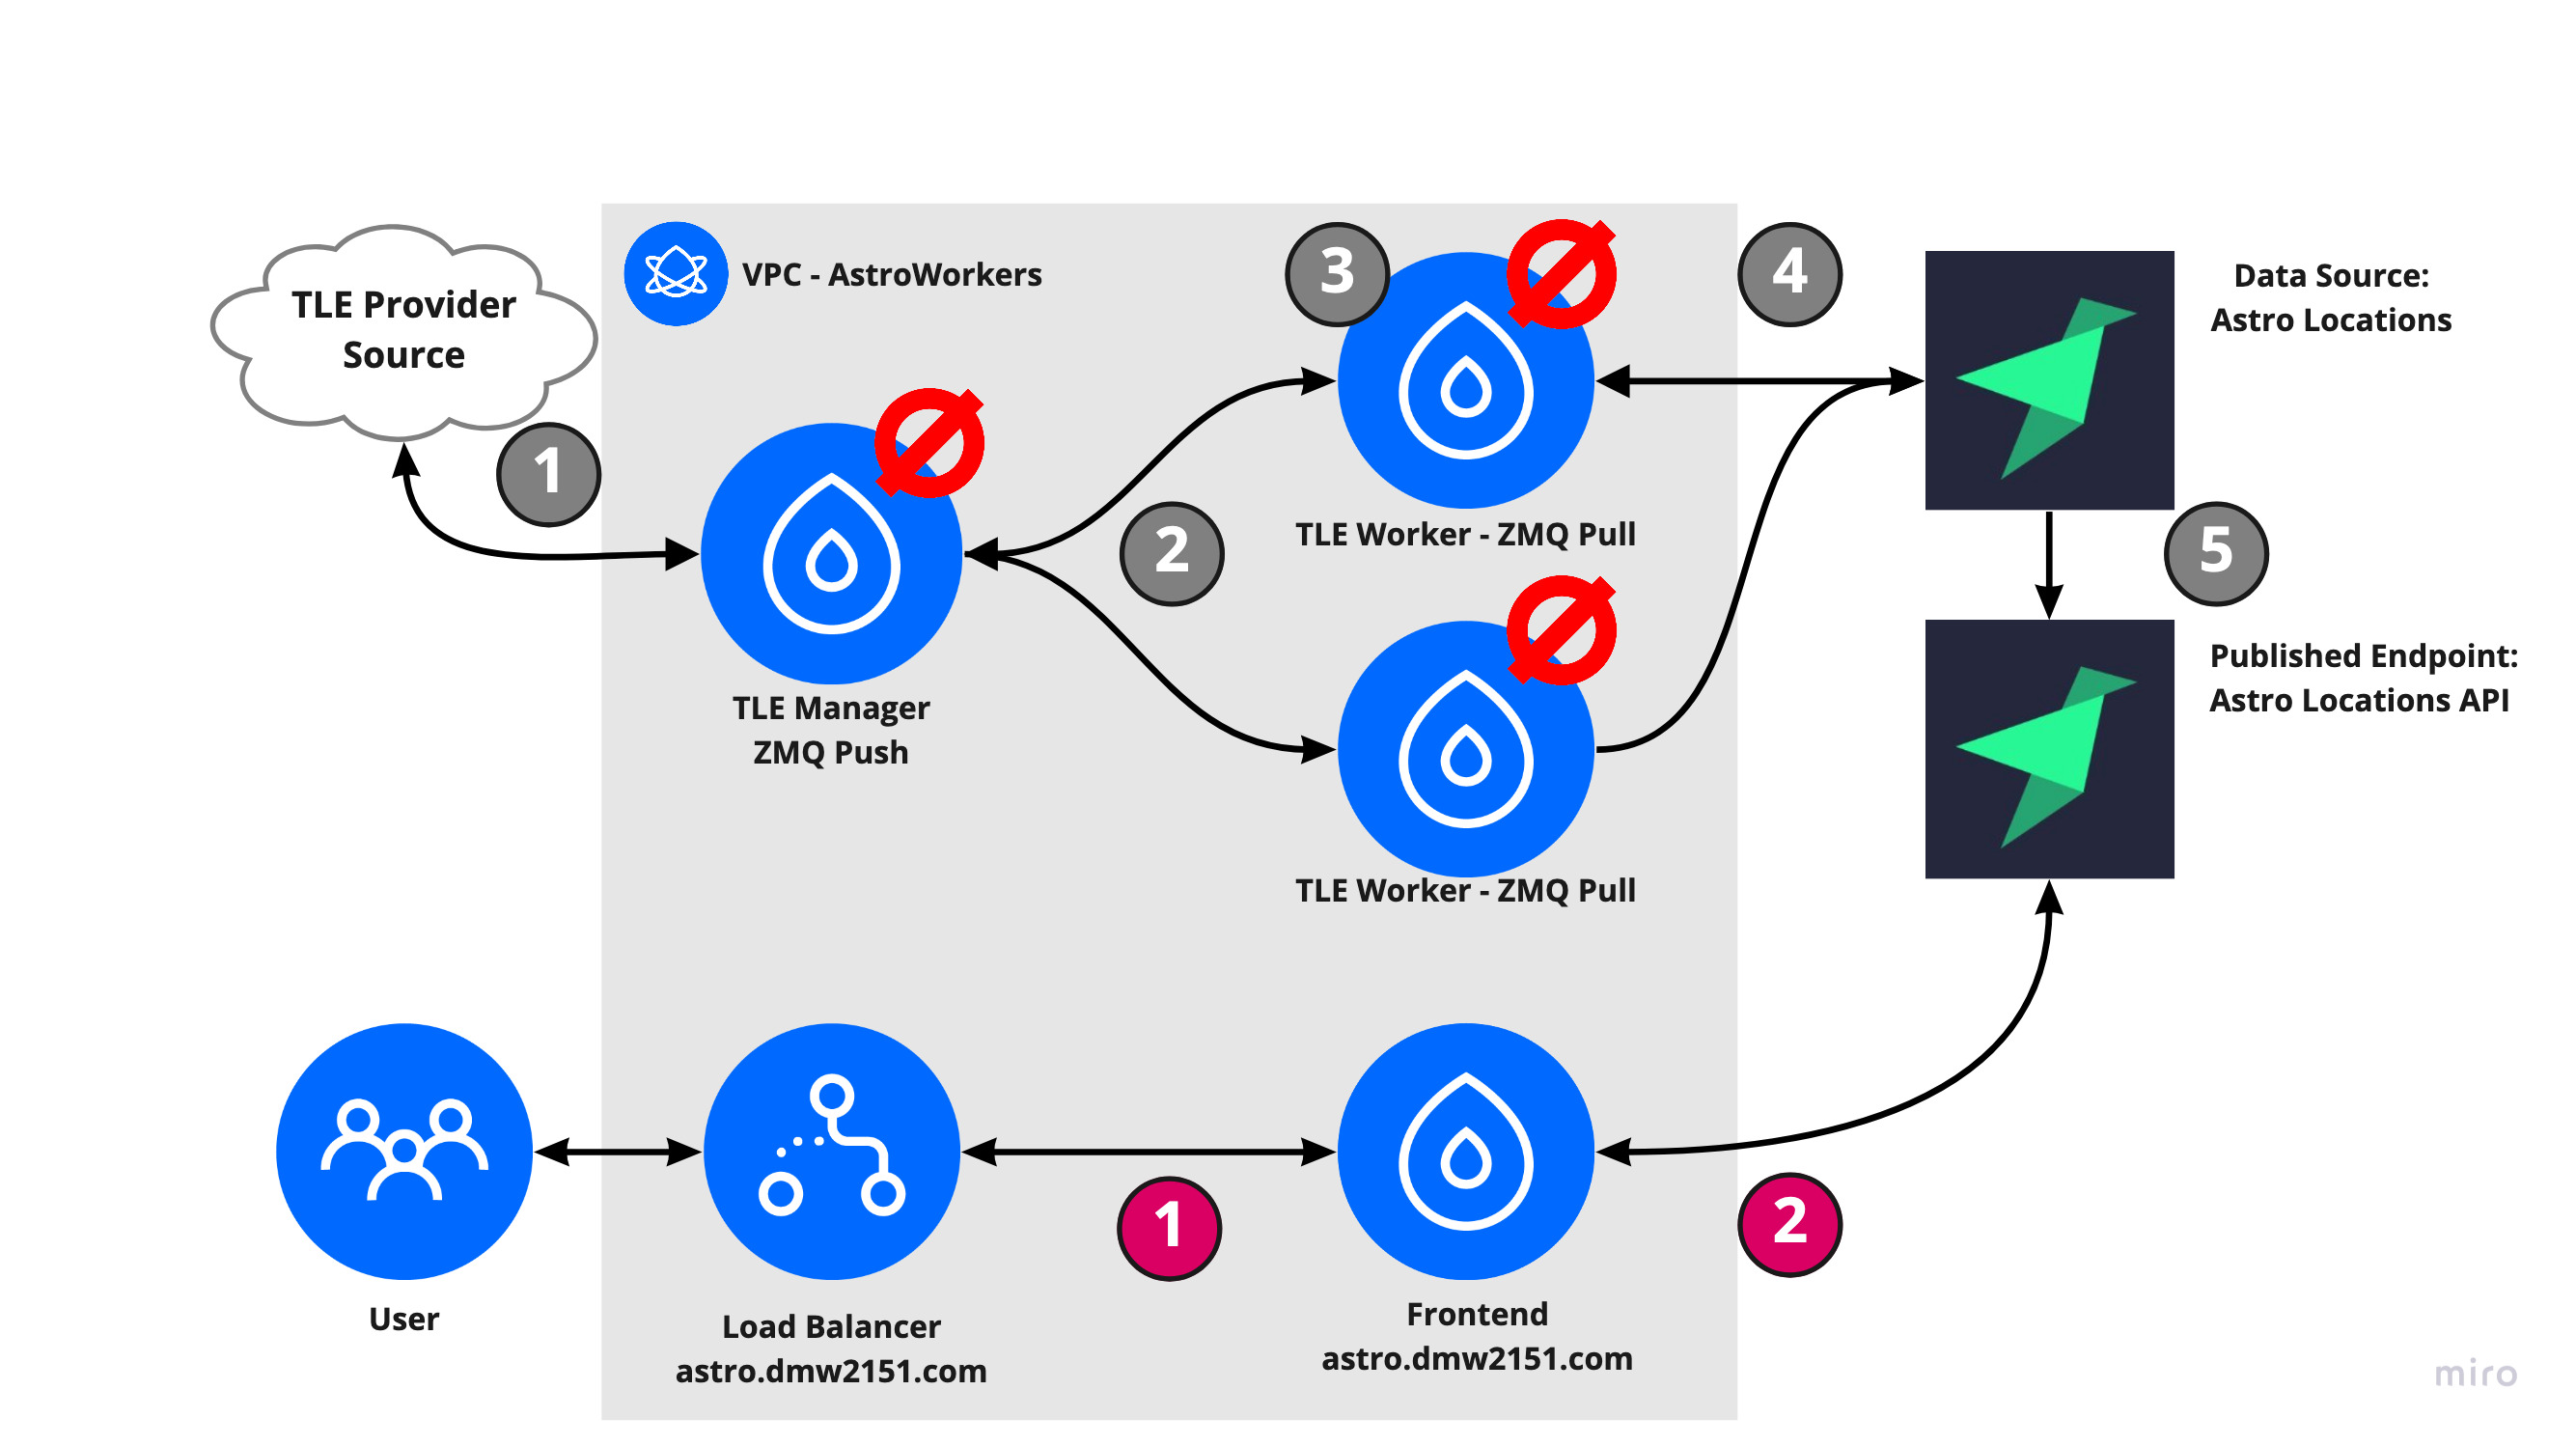 TLE Provider
Source
1
VPC - AstroWorkers
3
4
Data Source:
Astro Locations
TLE Manager
ZMQ Push
2
TLE Worker - ZMQ Pull
5
Published Endpoint:
Astro Locations API
TLE Worker - ZMQ Pull
User
Load Balancer
astro.dmw2151.com
1
Frontend
astro.dmw2151.com
2
miro